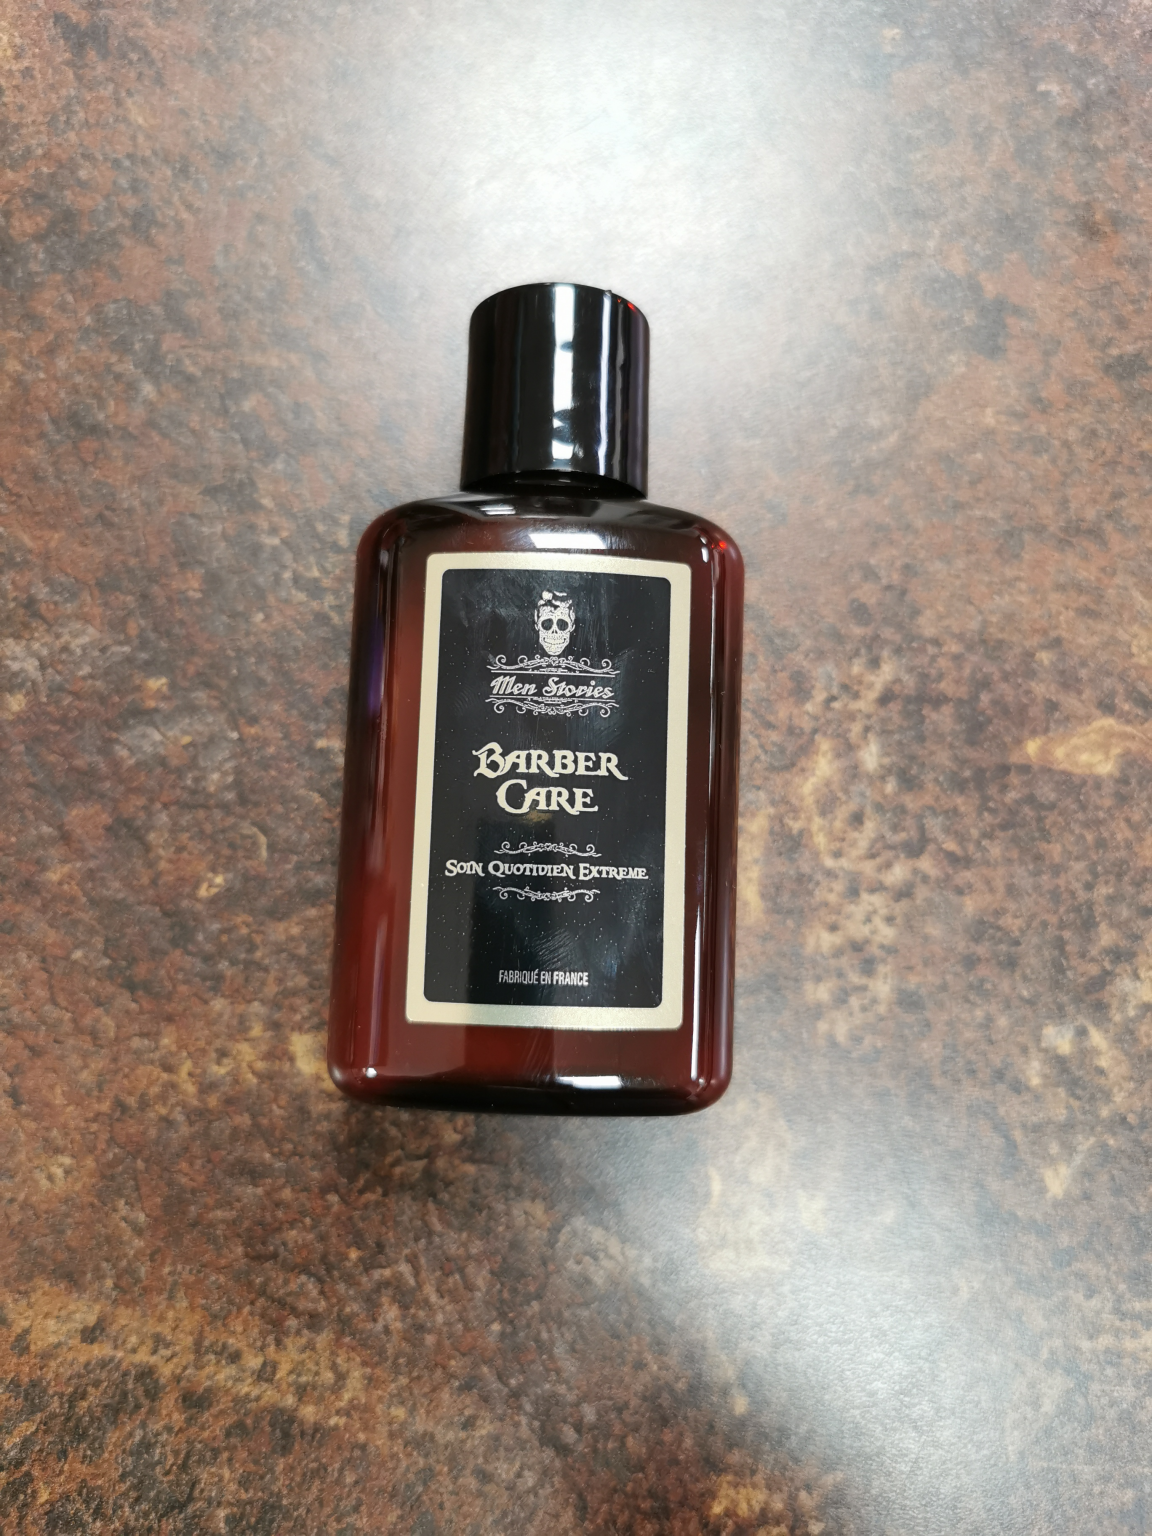 Men Stories
BARBER
CARE
SOIN QUOTIDIEN EXTREME
FABRIQUÉ EN FRANCE